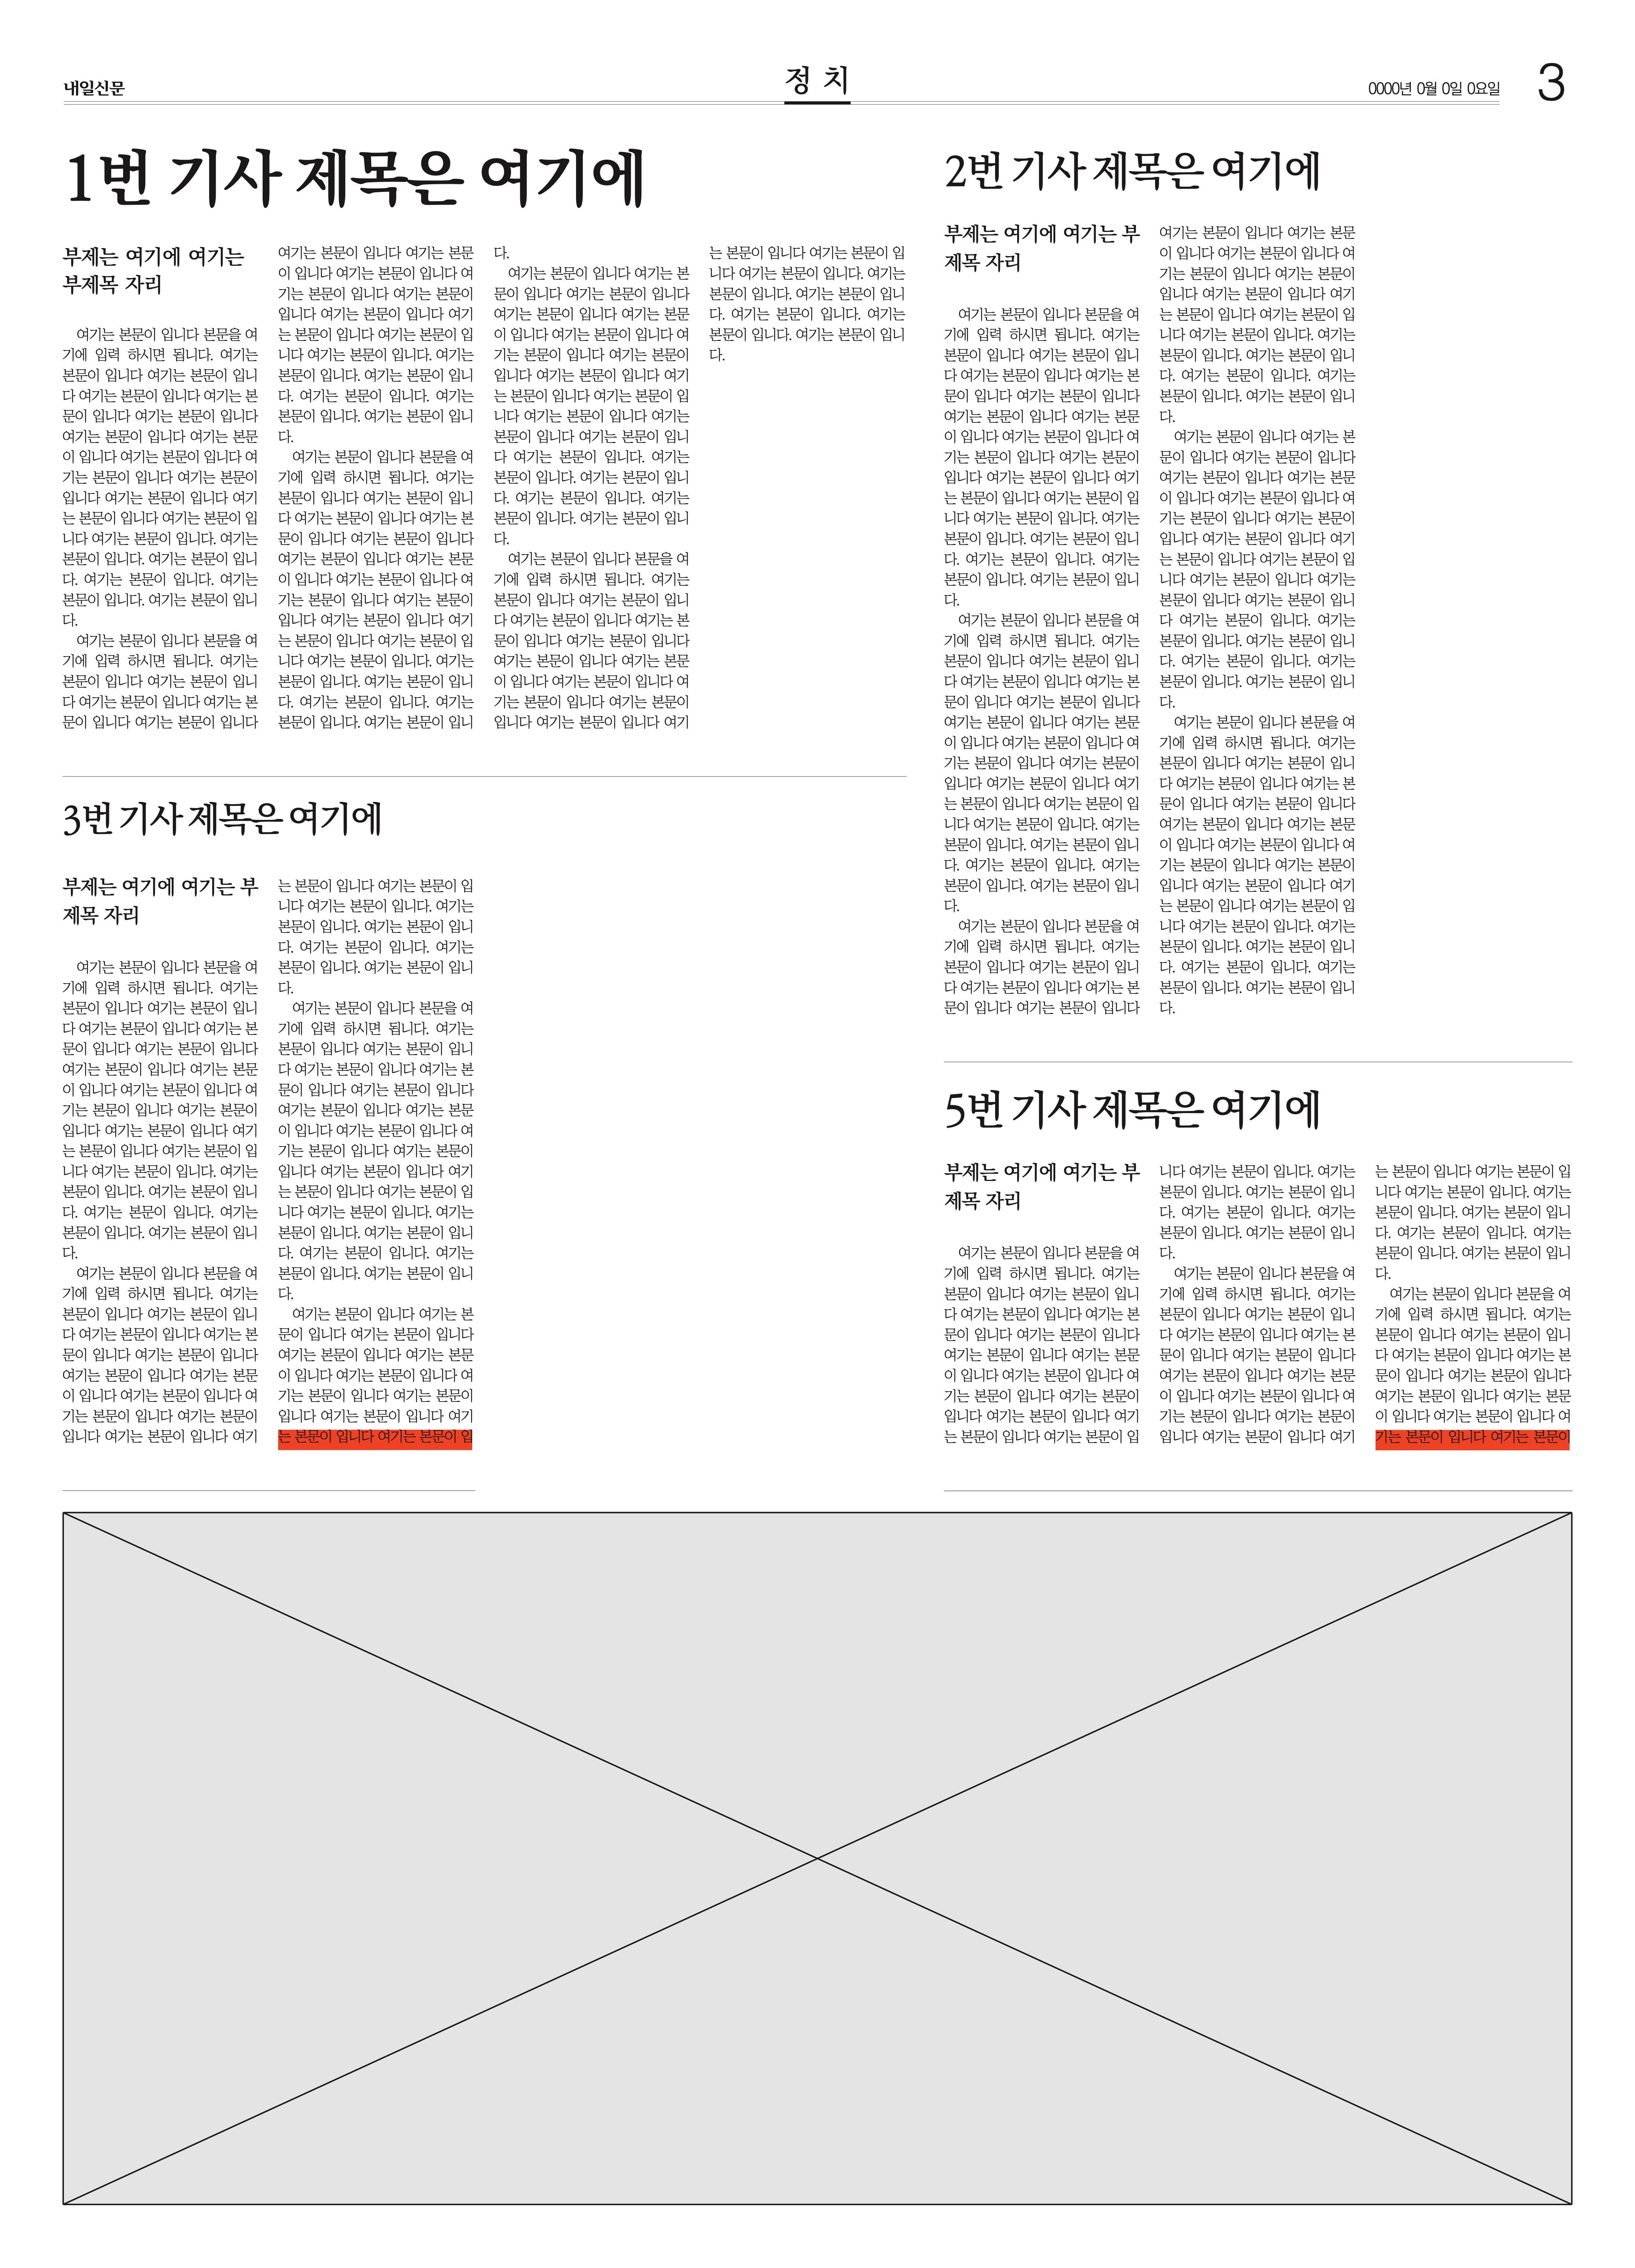 내일신문
정 치
0000년 0월 0일 0요일
3
1번 기사 제목은 여기에
부제는 여기에 여기는
부제목 자리
여기는 본문이 입니다 본문을 여
기에 입력 하시면 됩니다. 여기는
본문이 입니다 여기는 본문이 입니
다 여기는 본문이 입니다 여기는 본
문이 입니다 여기는 본문이 입니다
여기는 본문이 입니다 여기는 본문
이 입니다 여기는 본문이 입니다 여
기는 본문이 입니다 여기는 본문이
입니다 여기는 본문이 입니다 여기
는 본문이 입니다 여기는 본문이 입
니다 여기는 본문이 입니다. 여기는
본문이 입니다. 여기는 본문이 입니
다. 여기는 본문이 입니다. 여기는
본문이 입니다. 여기는 본문이 입니
다.
여기는 본문이 입니다 본문을 여
기에 입력 하시면 됩니다. 여기는
본문이 입니다 여기는 본문이 입니
다 여기는 본문이 입니다 여기는 본
문이 입니다 여기는 본문이 입니다
여기는 본문이 입니다 여기는 본문
이 입니다 여기는 본문이 입니다 여
기는 본문이 입니다 여기는 본문이
입니다 여기는 본문이 입니다 여기
는 본문이 입니다 여기는 본문이 입
니다 여기는 본문이 입니다. 여기는
본문이 입니다. 여기는 본문이 입니
다. 여기는 본문이 입니다. 여기는
본문이 입니다. 여기는 본문이 입니
다.
여기는 본문이 입니다 본문을 여
기에 입력 하시면 됩니다. 여기는
본문이 입니다 여기는 본문이 입니
다 여기는 본문이 입니다 여기는 본
문이 입니다 여기는 본문이 입니다
여기는 본문이 입니다 여기는 본문
이 입니다 여기는 본문이 입니다 여
기는 본문이 입니다 여기는 본문이
입니다 여기는 본문이 입니다 여기
는 본문이 입니다 여기는 본문이 입
니다 여기는 본문이 입니다. 여기는
본문이 입니다. 여기는 본문이 입니
다. 여기는 본문이 입니다. 여기는
본문이 입니다. 여기는 본문이 입니
다.
여기는 본문이 입니다 여기는 본
문이 입니다 여기는 본문이 입니다
여기는 본문이 입니다 여기는 본문
이 입니다 여기는 본문이 입니다 여
기는 본문이 입니다 여기는 본문이
입니다 여기는 본문이 입니다 여기
는 본문이 입니다 여기는 본문이 입
니다 여기는 본문이 입니다 여기는
본문이 입니다 여기는 본문이 입니
다 여기는 본문이 입니다. 여기는
본문이 입니다. 여기는 본문이 입니
다. 여기는 본문이 입니다. 여기는
본문이 입니다. 여기는 본문이 입니
다.
여기는 본문이 입니다 본문을 여
기에 입력 하시면 됩니다. 여기는
본문이 입니다 여기는 본문이 입니
다 여기는 본문이 입니다 여기는 본
문이 입니다 여기는 본문이 입니다
여기는 본문이 입니다 여기는 본문
이 입니다 여기는 본문이 입니다 여
기는 본문이 입니다 여기는 본문이
입니다 여기는 본문이 입니다 여기
는 본문이 입니다 여기는 본문이 입
니다 여기는 본문이 입니다. 여기는
본문이 입니다. 여기는 본문이 입니
다. 여기는 본문이 입니다. 여기는
본문이 입니다. 여기는 본문이 입니
다.
2번 기사 제목은 여기에
부제는 여기에 여기는 부
제목 자리
여기는 본문이 입니다 본문을 여
기에 입력 하시면 됩니다. 여기는
본문이 입니다 여기는 본문이 입니
다 여기는 본문이 입니다 여기는 본
문이 입니다 여기는 본문이 입니다
여기는 본문이 입니다 여기는 본문
이 입니다 여기는 본문이 입니다 여
기는 본문이 입니다 여기는 본문이
입니다 여기는 본문이 입니다 여기
는 본문이 입니다 여기는 본문이 입
니다 여기는 본문이 입니다. 여기는
본문이 입니다. 여기는 본문이 입니
다. 여기는 본문이 입니다. 여기는
본문이 입니다. 여기는 본문이 입니
다.
여기는 본문이 입니다 본문을 여
기에 입력 하시면 됩니다. 여기는
본문이 입니다 여기는 본문이 입니
다 여기는 본문이 입니다 여기는 본
문이 입니다 여기는 본문이 입니다
여기는 본문이 입니다 여기는 본문
이 입니다 여기는 본문이 입니다 여
기는 본문이 입니다 여기는 본문이
입니다 여기는 본문이 입니다 여기
는 본문이 입니다 여기는 본문이 입
니다 여기는 본문이 입니다. 여기는
본문이 입니다. 여기는 본문이 입니
다. 여기는 본문이 입니다. 여기는
본문이 입니다. 여기는 본문이 입니
다.
여기는 본문이 입니다 본문을 여
기에 입력 하시면 됩니다. 여기는
본문이 입니다 여기는 본문이 입니
다 여기는 본문이 입니다 여기는 본
문이 입니다 여기는 본문이 입니다
여기는 본문이 입니다 여기는 본문
이 입니다 여기는 본문이 입니다 여
기는 본문이 입니다 여기는 본문이
입니다 여기는 본문이 입니다 여기
는 본문이 입니다 여기는 본문이 입
니다 여기는 본문이 입니다. 여기는
본문이 입니다. 여기는 본문이 입니
다. 여기는 본문이 입니다. 여기는
본문이 입니다. 여기는 본문이 입니
다.
여기는 본문이 입니다 여기는 본
문이 입니다 여기는 본문이 입니다
여기는 본문이 입니다 여기는 본문
이 입니다 여기는 본문이 입니다 여
기는 본문이 입니다 여기는 본문이
입니다 여기는 본문이 입니다 여기
는 본문이 입니다 여기는 본문이 입
니다 여기는 본문이 입니다 여기는
본문이 입니다 여기는 본문이 입니
다 여기는 본문이 입니다. 여기는
본문이 입니다. 여기는 본문이 입니
다. 여기는 본문이 입니다. 여기는
본문이 입니다. 여기는 본문이 입니
다.
여기는 본문이 입니다 본문을 여
기에 입력 하시면 됩니다. 여기는
본문이 입니다 여기는 본문이 입니
다 여기는 본문이 입니다 여기는 본
문이 입니다 여기는 본문이 입니다
여기는 본문이 입니다 여기는 본문
이 입니다 여기는 본문이 입니다 여
기는 본문이 입니다 여기는 본문이
입니다 여기는 본문이 입니다 여기
는 본문이 입니다 여기는 본문이 입
니다 여기는 본문이 입니다. 여기는
본문이 입니다. 여기는 본문이 입니
다. 여기는 본문이 입니다. 여기는
본문이 입니다. 여기는 본문이 입니
다.
3번 기사 제목은 여기에
부제는 여기에 여기는 부
제목 자리
여기는 본문이 입니다 본문을 여
기에 입력 하시면 됩니다. 여기는
본문이 입니다 여기는 본문이 입니
다 여기는 본문이 입니다 여기는 본
문이 입니다 여기는 본문이 입니다
여기는 본문이 입니다 여기는 본문
이 입니다 여기는 본문이 입니다 여
기는 본문이 입니다 여기는 본문이
입니다 여기는 본문이 입니다 여기
는 본문이 입니다 여기는 본문이 입
니다 여기는 본문이 입니다. 여기는
본문이 입니다. 여기는 본문이 입니
다. 여기는 본문이 입니다. 여기는
본문이 입니다. 여기는 본문이 입니
다.
여기는 본문이 입니다 본문을 여
기에 입력 하시면 됩니다. 여기는
본문이 입니다 여기는 본문이 입니
다 여기는 본문이 입니다 여기는 본
문이 입니다 여기는 본문이 입니다
여기는 본문이 입니다 여기는 본문
이 입니다 여기는 본문이 입니다 여
기는 본문이 입니다 여기는 본문이
입니다 여기는 본문이 입니다 여기
는 본문이 입니다 여기는 본문이 입
니다 여기는 본문이 입니다. 여기는
본문이 입니다. 여기는 본문이 입니
다. 여기는 본문이 입니다. 여기는
본문이 입니다. 여기는 본문이 입니
다.
여기는 본문이 입니다 본문을 여
기에 입력 하시면 됩니다. 여기는
본문이 입니다 여기는 본문이 입니
다 여기는 본문이 입니다 여기는 본
문이 입니다 여기는 본문이 입니다
여기는 본문이 입니다 여기는 본문
이 입니다 여기는 본문이 입니다 여
기는 본문이 입니다 여기는 본문이
입니다 여기는 본문이 입니다 여기
는 본문이 입니다 여기는 본문이 입
니다 여기는 본문이 입니다. 여기는
본문이 입니다. 여기는 본문이 입니
다. 여기는 본문이 입니다. 여기는
본문이 입니다. 여기는 본문이 입니
다.
여기는 본문이 입니다 여기는 본
문이 입니다 여기는 본문이 입니다
여기는 본문이 입니다 여기는 본문
이 입니다 여기는 본문이 입니다 여
기는 본문이 입니다 여기는 본문이
입니다 여기는 본문이 입니다 여기
는 본문이 입니다 여기는 본문이 입
5번 기사 제목은 여기에
부제는 여기에 여기는 부
제목 자리
여기는 본문이 입니다 본문을 여
기에 입력 하시면 됩니다. 여기는
본문이 입니다 여기는 본문이 입니
다 여기는 본문이 입니다 여기는 본
문이 입니다 여기는 본문이 입니다
여기는 본문이 입니다 여기는 본문
이 입니다 여기는 본문이 입니다 여
기는 본문이 입니다 여기는 본문이
입니다 여기는 본문이 입니다 여기
는 본문이 입니다 여기는 본문이 입
니다 여기는 본문이 입니다. 여기는
본문이 입니다. 여기는 본문이 입니
다. 여기는 본문이 입니다. 여기는
본문이 입니다. 여기는 본문이 입니
다.
여기는 본문이 입니다 본문을 여
기에 입력 하시면 됩니다. 여기는
본문이 입니다 여기는 본문이 입니
다 여기는 본문이 입니다 여기는 본
문이 입니다 여기는 본문이 입니다
여기는 본문이 입니다 여기는 본문
이 입니다 여기는 본문이 입니다 여
기는 본문이 입니다 여기는 본문이
입니다 여기는 본문이 입니다 여기
는 본문이 입니다 여기는 본문이 입
니다 여기는 본문이 입니다. 여기는
본문이 입니다. 여기는 본문이 입니
다. 여기는 본문이 입니다. 여기는
본문이 입니다. 여기는 본문이 입니
다.
여기는 본문이 입니다 본문을 여
기에 입력 하시면 됩니다. 여기는
본문이 입니다 여기는 본문이 입니
다 여기는 본문이 입니다 여기는 본
문이 입니다 여기는 본문이 입니다
여기는 본문이 입니다 여기는 본문
이 입니다 여기는 본문이 입니다 여
기는 본문이 입니다 여기는 본문이